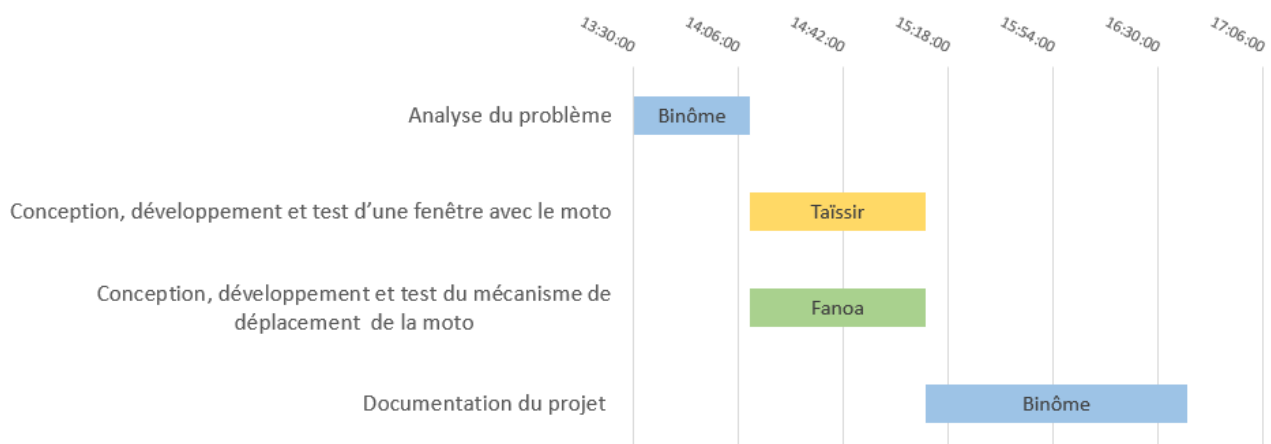 13:30:00
14:06:00
14:42:00
15:18:00
15:54:00
16:30:00
17:06:00
Analyse du problème
Binôme
Conception, développement et test d'une fenêtre avec le moto
Taïssir
Conception, développement et test du mécanisme de
déplacement de la moto
Fanoa
Documentation du projet
Binôme